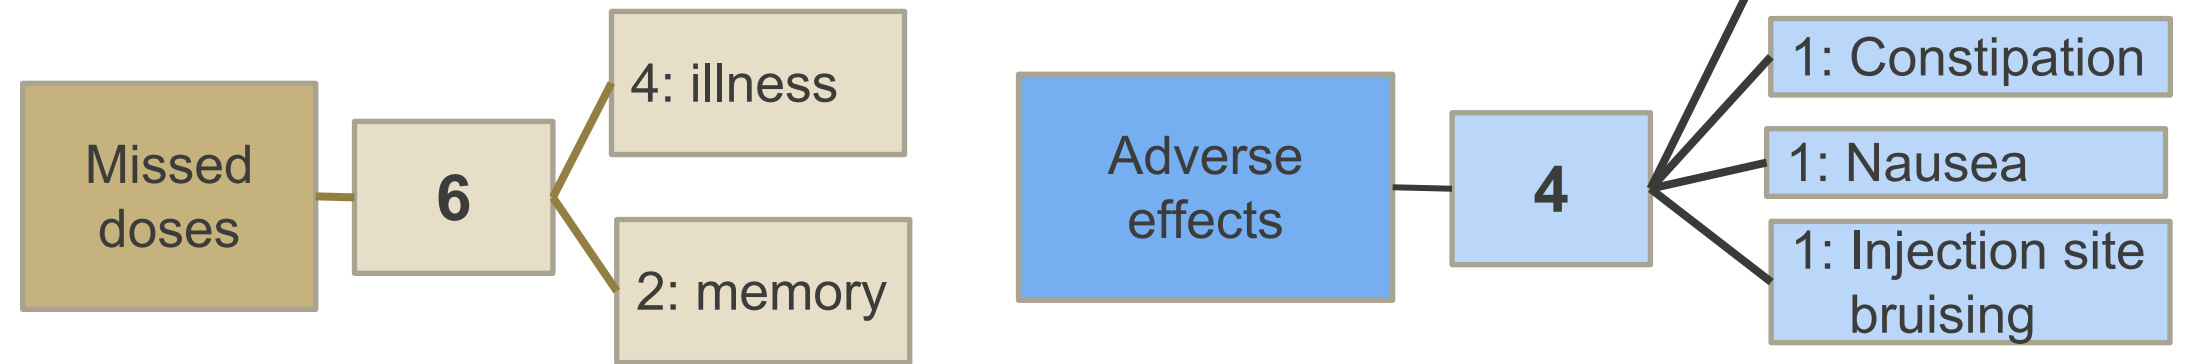 Missed
doses
6
4: illness
2: memory
Adverse
effects
4
1: Constipation
1: Nausea
1: Injection site
bruising